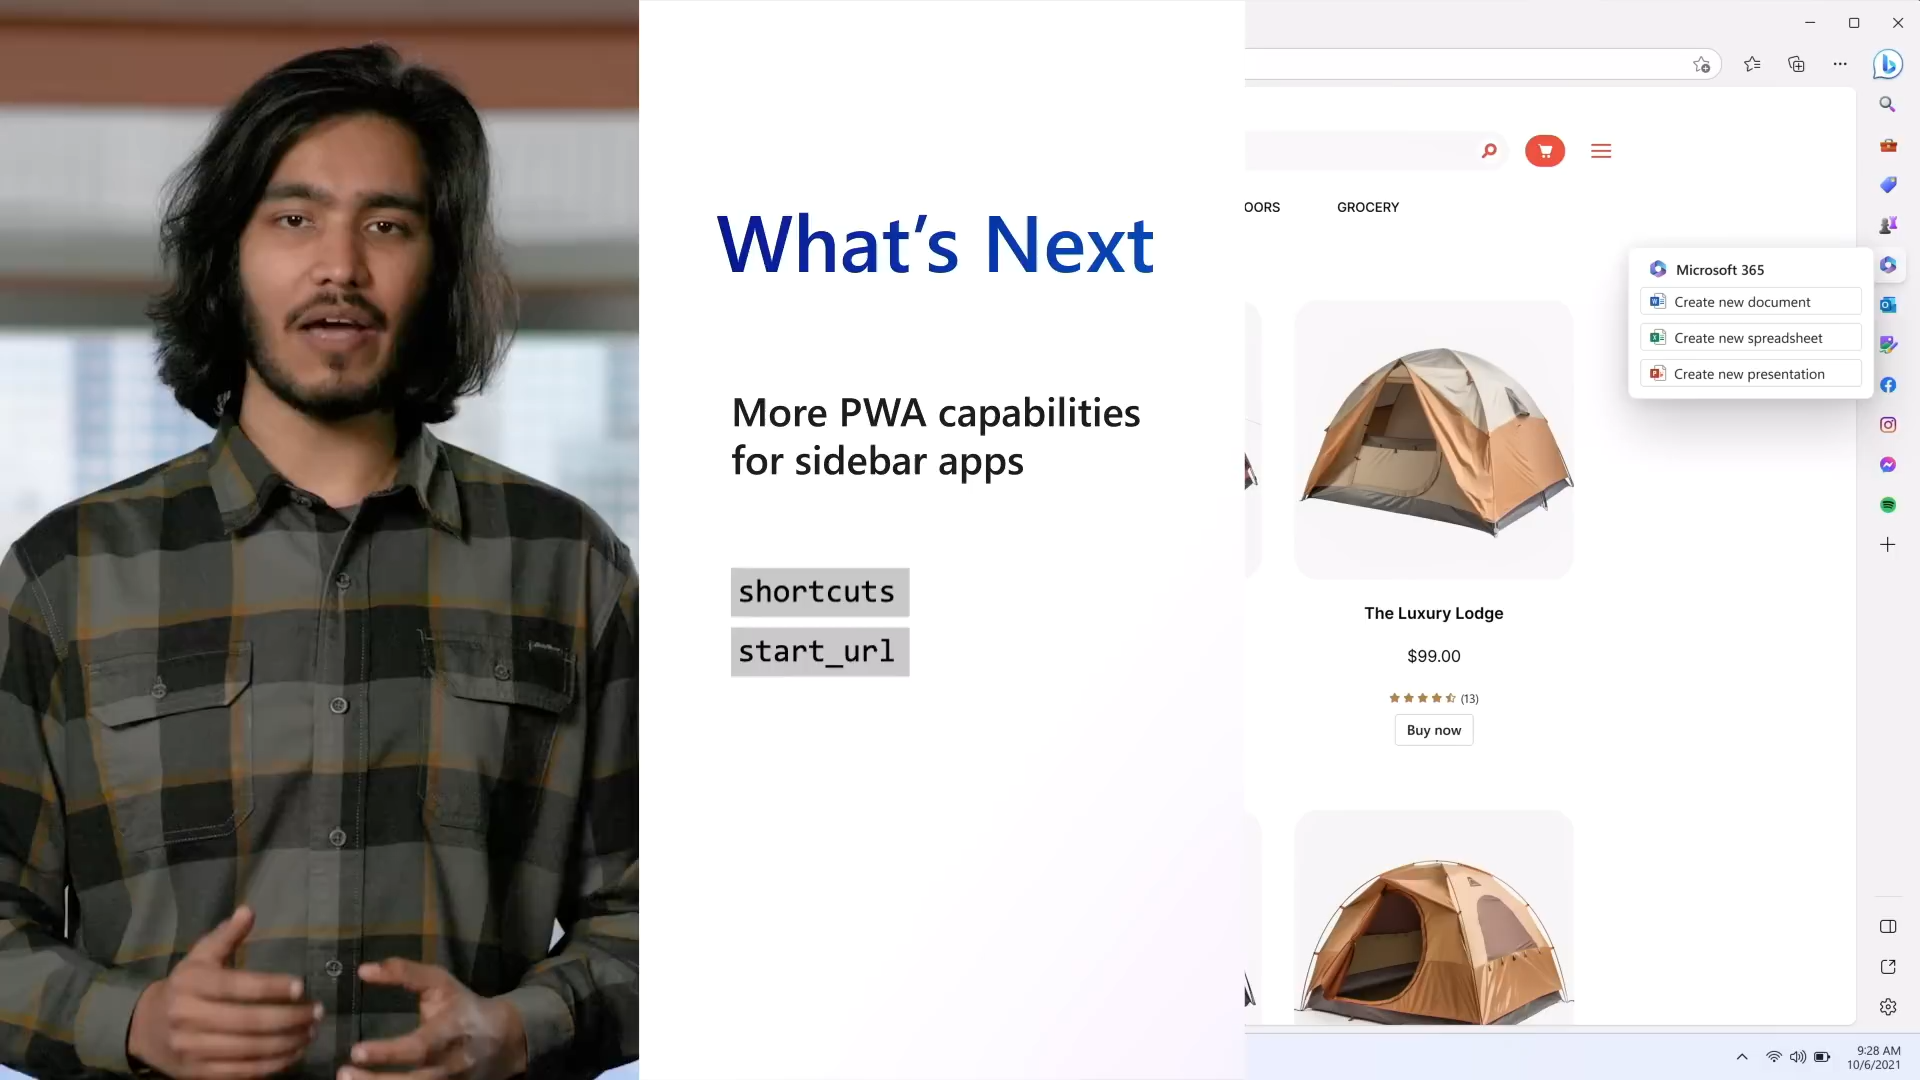 What's Next
More PWA capabilities
for sidebar apps
shortcuts
start_url
OORS
GROCERY
Microsoft 365
Create new document
Create new spreadsheet
Create new presentation
The Luxury Lodge
$99.00
(13)
Buy now
9:28 AM
10/6/2021